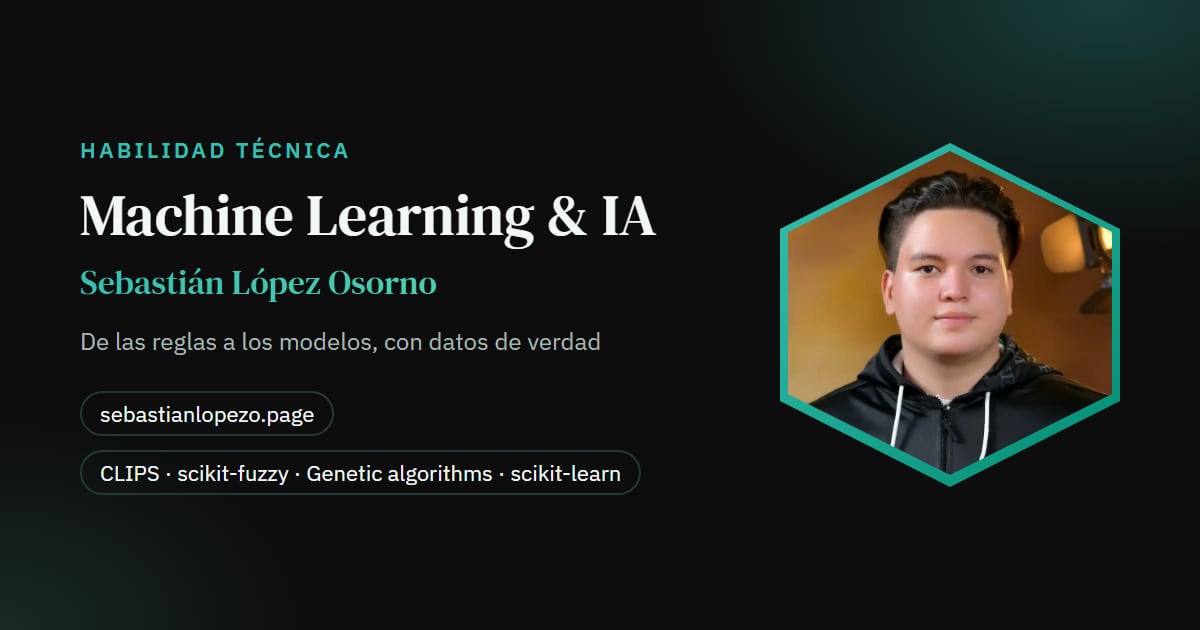 HABILIDAD TÉCNICA
Machine Learning & IA
Sebastián López Osorno
De las reglas a los modelos, con datos de verdad
sebastianlopezo.page
CLIPS · scikit-fuzzy · Genetic algorithms · scikit-learn